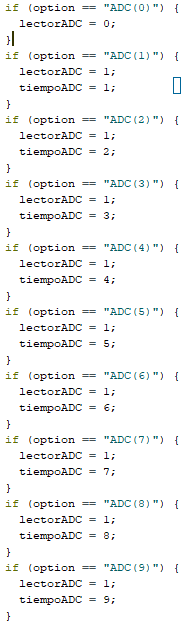 if (option == "ADC(0)") {
  lectorADC = 0;
}
if (option == "ADC(1)") {
  lectorADC = 1;
  tiempoADC = 1;
}
if (option == "ADC(2)") {
  lectorADC = 1;
  tiempoADC = 2;
}
if (option == "ADC(3)") {
  lectorADC = 1;
  tiempoADC = 3;
}
if (option == "ADC(4)") {
  lectorADC = 1;
  tiempoADC = 4;
}
if (option == "ADC(5)") {
  lectorADC = 1;
  tiempoADC = 5;
}
if (option == "ADC(6)") {
  lectorADC = 1;
  tiempoADC = 6;
}
if (option == "ADC(7)") {
  lectorADC = 1;
  tiempoADC = 7;
}
if (option == "ADC(8)") {
  lectorADC = 1;
  tiempoADC = 8;
}
if (option == "ADC(9)") {
  lectorADC = 1;
  tiempoADC = 9;
}